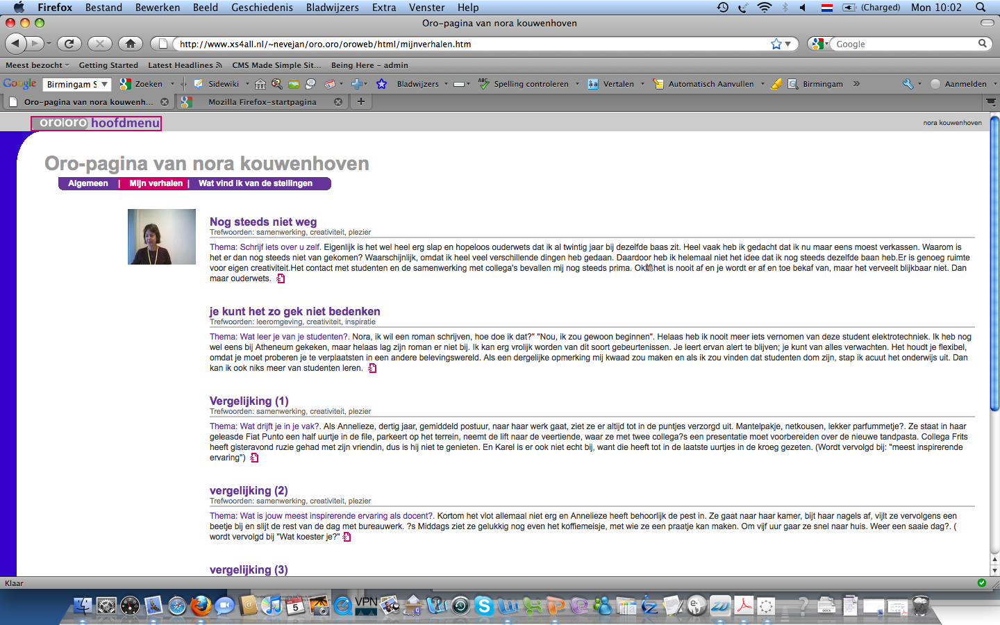 Firefox Bestand Bewerken Beeld Geschiedenis Bladwijzers Extra Venster Help (Charged) Mon 10:02
Oro-pagina van nora kouwenhoven
http://www.xs4all.nl/~nevejan/oro.oro/oroweb/html/mijnverhalen.htm Google
Meest bezocht Getting Started Latest Headlines CMS Made Simple Sit... Being Here – admin
Google Birmingam S Zoeken Sidewiki Bladwijzers ABC Spelling controleren Vertalen Automatisch Aanvullen Birmingam » Aanmelden
Oro-pagina van nora kouwenh... Mozilla Firefox-startpagina
oro|oro hoofdmenu nora kouwenhoven
Oro-pagina van nora kouwenhoven
Algemeen | Mijn verhalen | Wat vind ik van de stellingen
Nog steeds niet weg
Trefwoorden: samenwerking, creativiteit, plezier
Thema: Schrijf iets over u zelf. Eigenlijk is het wel heel erg slap en hopeloos ouderwets dat ik al twintig jaar bij dezelfde baas zit. Heel vaak heb ik gedacht dat ik nu maar eens moest verkassen. Waarom is
het er dan nog steeds niet van gekomen? Waarschijnlijk, omdat ik heel veel verschillende dingen heb gedaan. Daardoor heb ik helemaal niet het idee dat ik nog steeds dezelfde baan heb.Er is genoeg ruimte
voor eigen creativiteit.Het contact met studenten en de samenwerking met collega's bevallen mij nog steeds prima. Ok het is nooit af en je wordt er af en toe bekaf van, maar het verveelt blijkbaar niet. Dan
maar ouderwets.
je kunt het zo gek niet bedenken
Trefwoorden: leeromgeving, creativiteit, inspiratie
Thema: Wat leer je van je studenten?. Nora, ik wil een roman schrijven, hoe doe ik dat?" "Nou, ik zou gewoon beginnen". Helaas heb ik nooit meer iets vernomen van deze student elektrotechniek. Ik heb nog
wel eens bij Atheneum gekeken, maar helaas lag zijn roman er niet bij. Ik kan erg vrolijk worden van dit soort gebeurtenissen. Je leert ervan alert te blijven; je kunt van alles verwachten. Het houdt je flexibel,
omdat je moet proberen je te verplaatsten in een andere belevingswereld. Als een dergelijke opmerking mij kwaad zou maken en als ik zou vinden dat studenten dom zijn, stap ik acuut het onderwijs uit. Dan
kan ik ook niks meer van studenten leren.
Vergelijking (1)
Trefwoorden: samenwerking, creativiteit, plezier
Thema: Wat drijft je in je vak?. Als Annelieze, dertig jaar, gemiddeld postuur, naar haar werk gaat, ziet ze er altijd tot in de puntjes verzorgd uit. Mantelpakje, netkousen, lekker parfummetje?. Ze staat in haar
geleasde Fiat Punto een half uurtje in de file, parkeert op het terrein, neemt de lift naar de veertiende, waar ze met twee collega?s een presentatie moet voorbereiden over de nieuwe tandpasta. Collega Frits
heeft gisteravond ruzie gehad met zijn vriendin, dus is hij niet te genieten. En Karel is er ook niet echt bij, want die heeft tot in de laatste uurtjes in de kroeg gezeten. (Wordt vervolgd bij: "meest inspirerende
ervaring")
vergelijking (2)
Trefwoorden: samenwerking, creativiteit, plezier
Thema: Wat is jouw meest inspirerende ervaring als docent?. Kortom het vlot allemaal niet erg en Annelieze heeft behoorlijk de pest in. Ze gaat naar haar kamer, bijt haar nagels af, vijlt ze vervolgens een
beetje bij en slijt de rest van de dag met bureauwerk. ?s Middags ziet ze gelukkig nog even het koffiemeisje, met wie ze een praatje kan maken. Om vijf uur gaar ze snel naar huis. Weer een saaie dag?. (
wordt vervolgd bij "Wat koester je?"
vergelijking (3)
Klaar
5 VPN